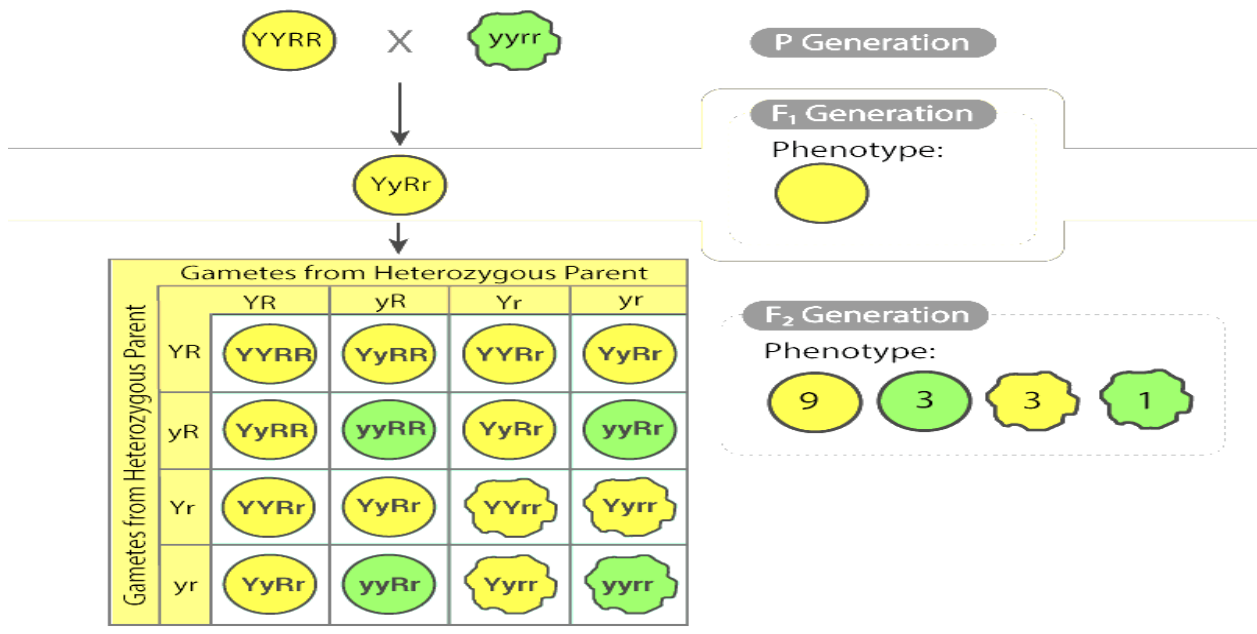 YYRR X yyrr
P Generation
F₁ Generation
Phenotype:
YyRr
Gametes from Heterozygous Parent
Gametes from Heterozygous Parent
YR yR Yr yr
YR YYRR YyRR YYRr YyRr
yR YyRR yyRR YyRr yyRr
Yr YYRr YyRr YYrr Yyrr
yr YyRr yyRr Yyrr yyrr
F₂ Generation
Phenotype:
9 3 3 1